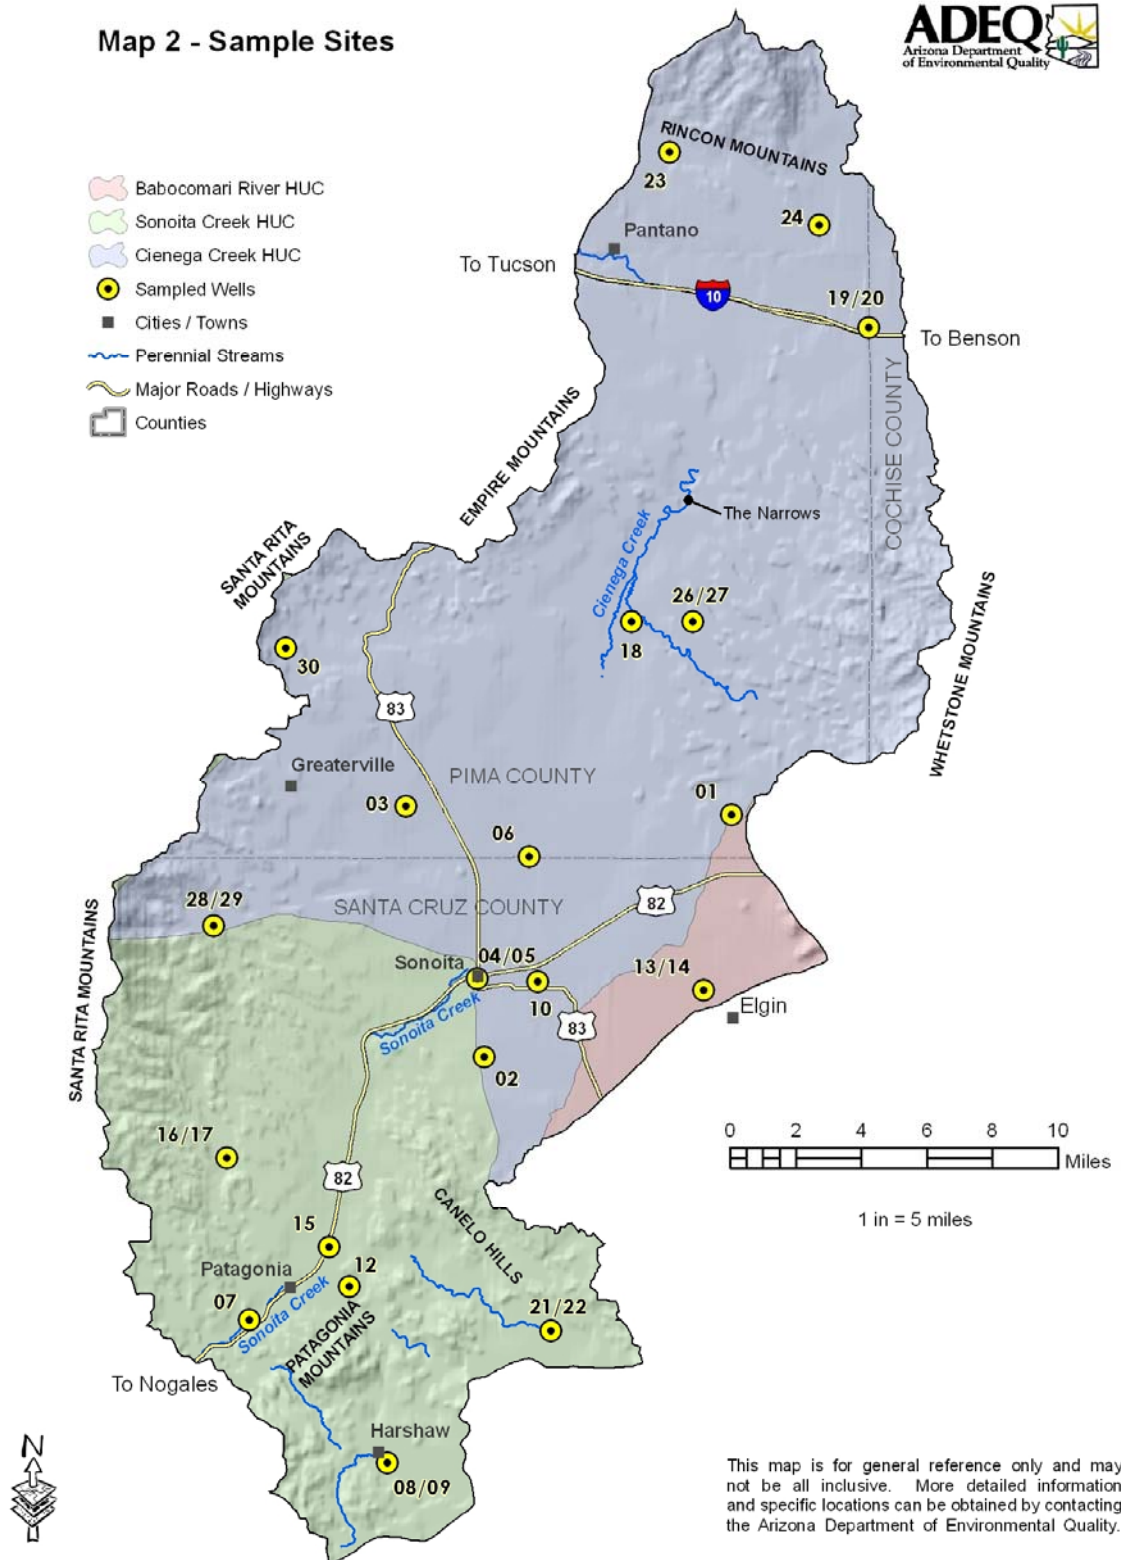 Map 2 - Sample Sites
ADEQ
Arizona Department
of Environmental Quality
Babocomari River HUC
Sonoita Creek HUC
Cienega Creek HUC
Sampled Wells
Cities / Towns
Perennial Streams
Major Roads / Highways
Counties
RINCON MOUNTAINS
23
24
Pantano
To Tucson
10
19/20
To Benson
COCHISE COUNTY
EMPIRE MOUNTAINS
The Narrows
Cienega Creek
SANTA RITA
MOUNTAINS
26/27
18
30
WHETSTONE MOUNTAINS
83
Greaterville
PIMA COUNTY
03
01
06
28/29
SANTA CRUZ COUNTY
82
SANTA RITA MOUNTAINS
Sonoita
04/05
13/14
10
Elgin
Sonoita Creek
83
02
16/17
82
0 2 4 6 8 10
Miles
1 in = 5 miles
CANELO HILLS
15
Patagonia
12
07
Sonoita Creek
21/22
PATAGONIA
MOUNTAINS
To Nogales
Harshaw
08/09
N
This map is for general reference only and may
not be all inclusive. More detailed information
and specific locations can be obtained by contacting
the Arizona Department of Environmental Quality.